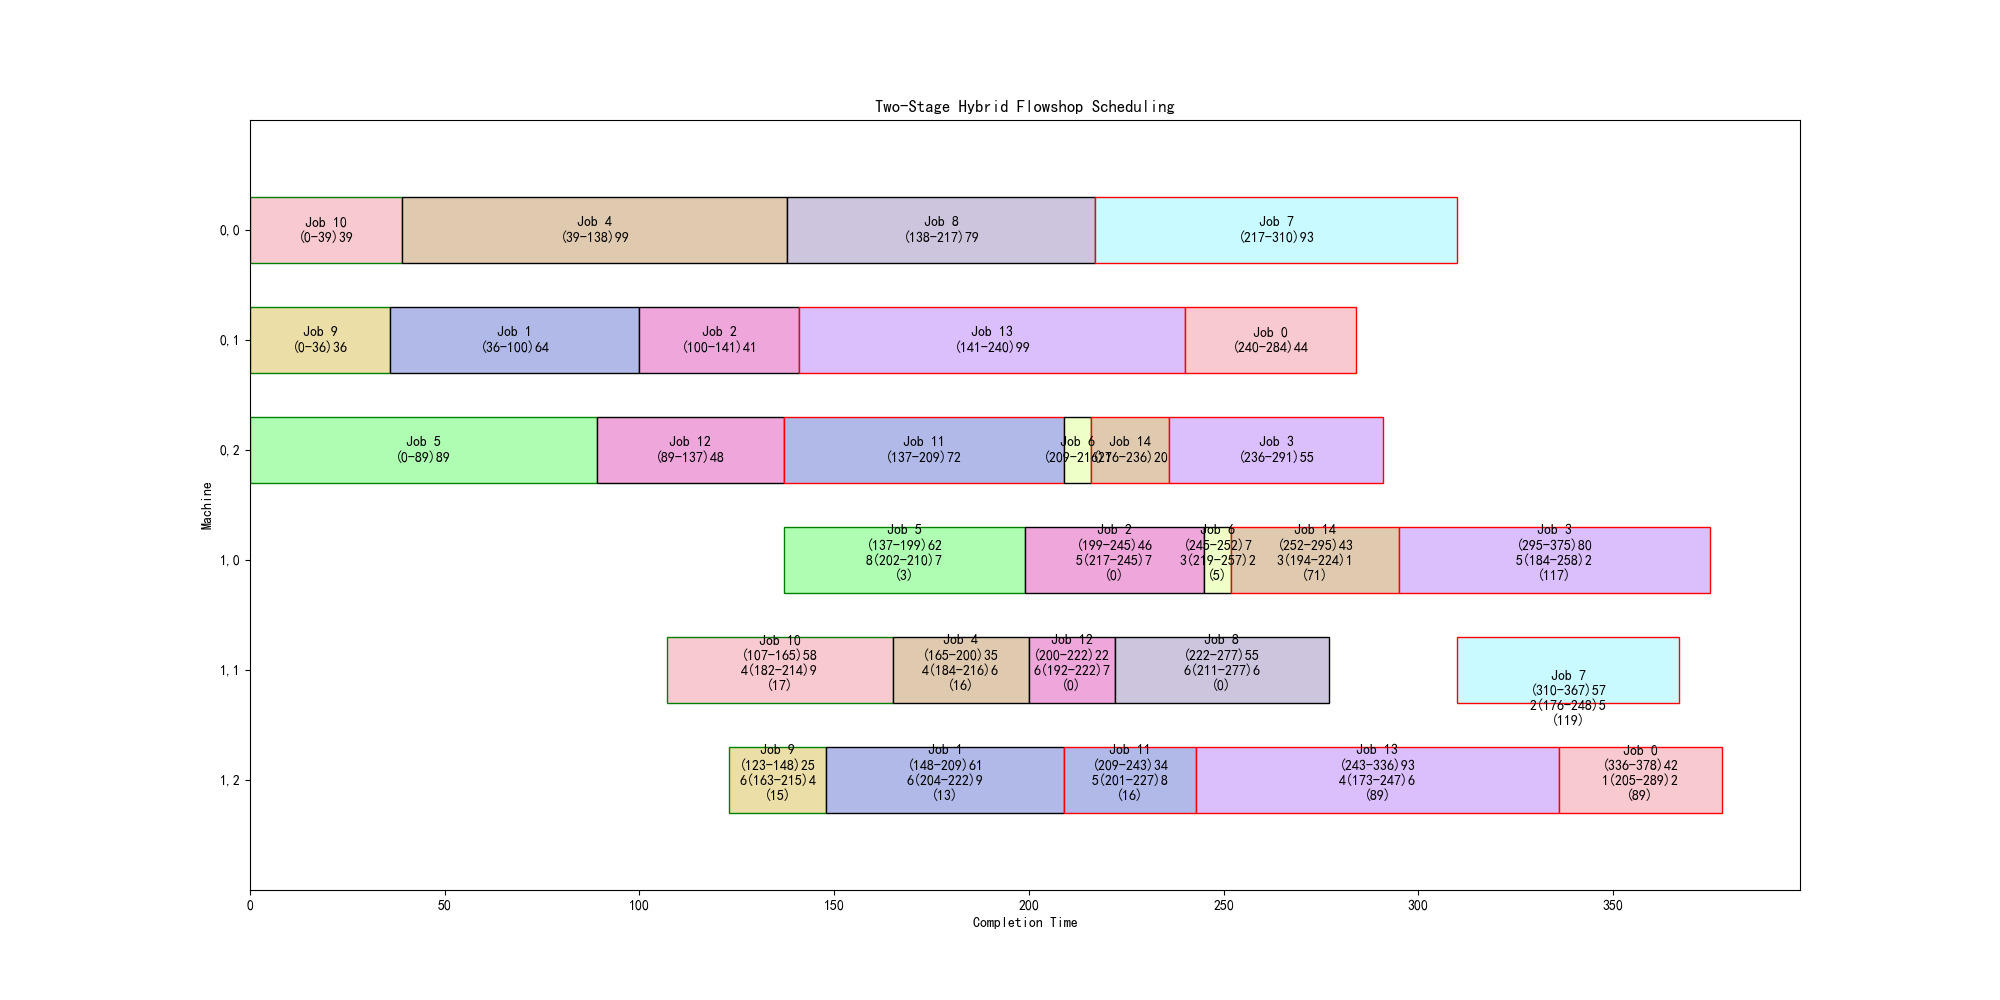 Two-Stage Hybrid Flowshop Scheduling
0,0
Job 10
(0-39)39
Job 4
(39-138)99
Job 8
(138-217)79
Job 7
(217-310)93
0,1
Job 9
(0-36)36
Job 1
(36-100)64
Job 2
(100-141)41
Job 13
(141-240)99
Job 0
(240-284)44
0,2
Job 5
(0-89)89
Job 12
(89-137)48
Job 11
(137-209)72
Job 6
(209-216)7
Job 14
(216-236)20
Job 3
(236-291)55
Machine
1,0
Job 5
(137-199)62
8(202-210)7
(3)
Job 2
(199-245)46
5(217-245)7
(0)
Job 6
(245-252)7
3(219-257)2
(5)
Job 14
(252-295)43
3(194-224)1
(71)
Job 3
(295-375)80
5(184-258)2
(117)
1,1
Job 10
(107-165)58
4(182-214)9
(17)
Job 4
(165-200)35
4(184-216)6
(16)
Job 12
(200-222)22
6(192-222)7
(0)
Job 8
(222-277)55
6(211-277)6
(0)
Job 7
(310-367)57
2(176-248)5
(119)
1,2
Job 9
(123-148)25
6(163-215)4
(15)
Job 1
(148-209)61
6(204-222)9
(13)
Job 11
(209-243)34
5(201-227)8
(16)
Job 13
(243-336)93
4(173-247)6
(89)
Job 0
(336-378)42
1(205-289)2
(89)
0
50
100
150
200
250
300
350
Completion Time